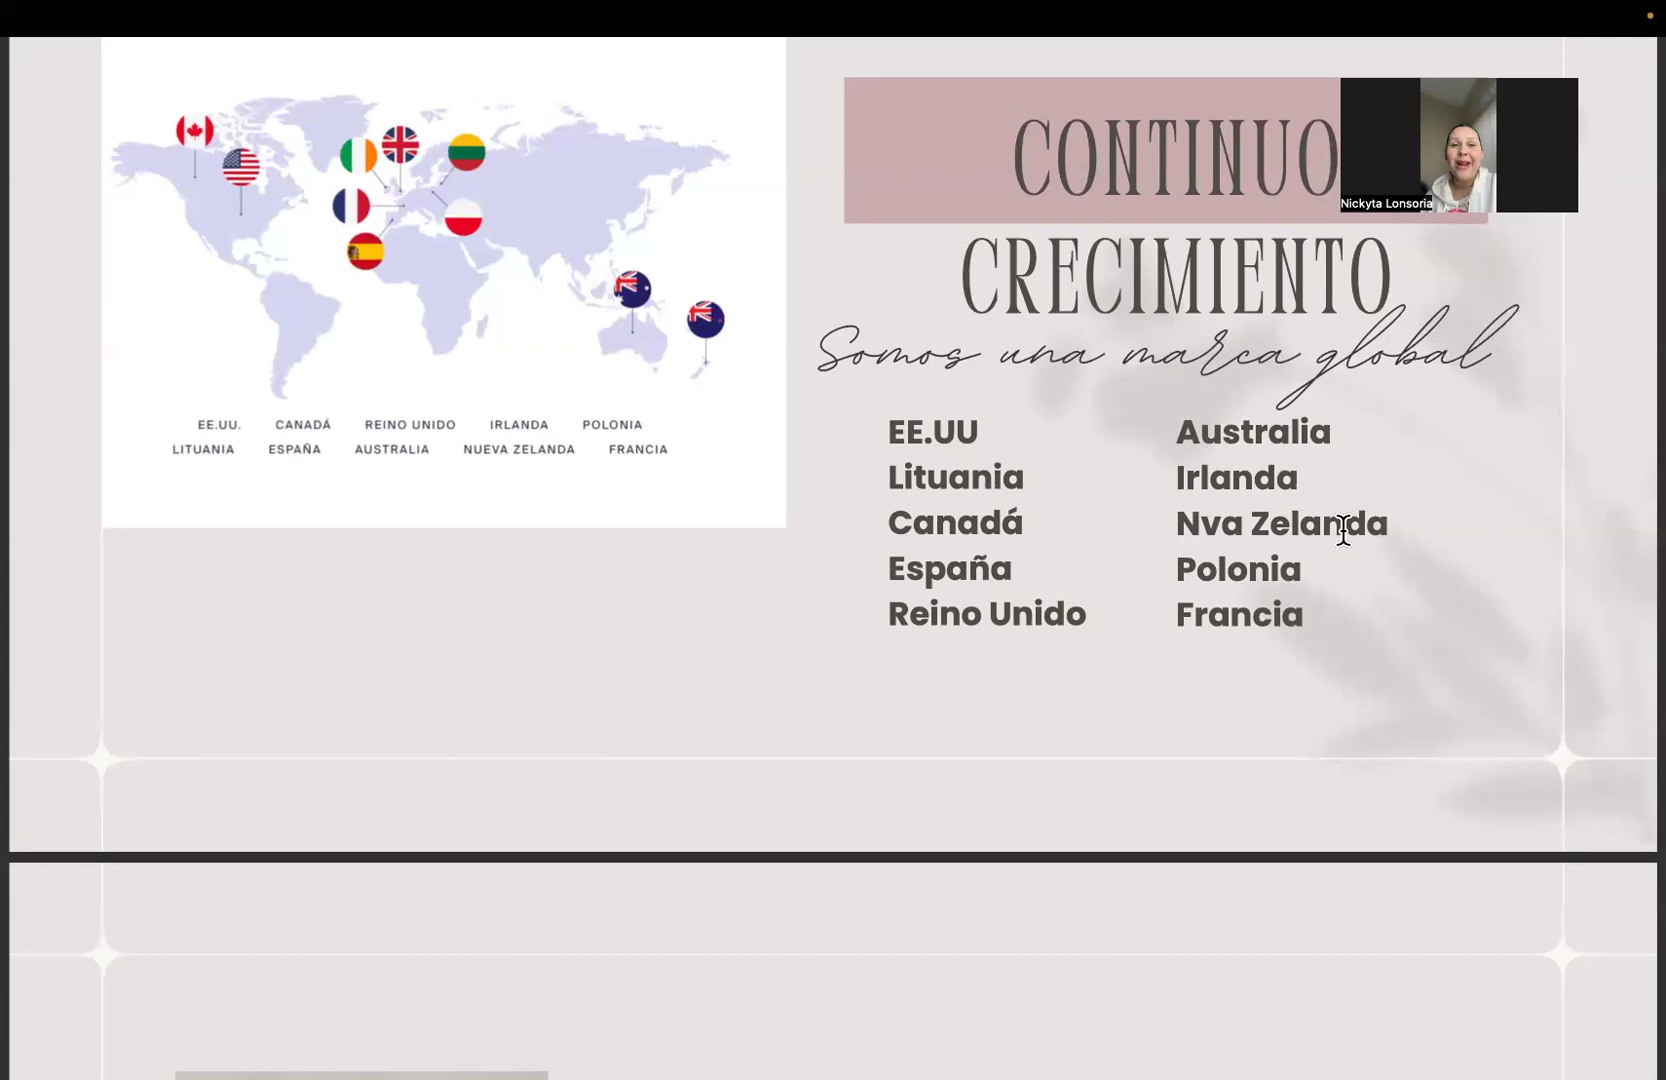 EE.UU. CANADÁ REINO UNIDO IRLANDA POLONIA
LITUANIA ESPAÑA AUSTRALIA NUEVA ZELANDA FRANCIA
CONTINUO
CRECIMIENTO
Somos una marca global
EE.UU
Lituania
Canadá
España
Reino Unido
Australia
Irlanda
Nva Zelanda
Polonia
Francia
Nickyta Lonsoria